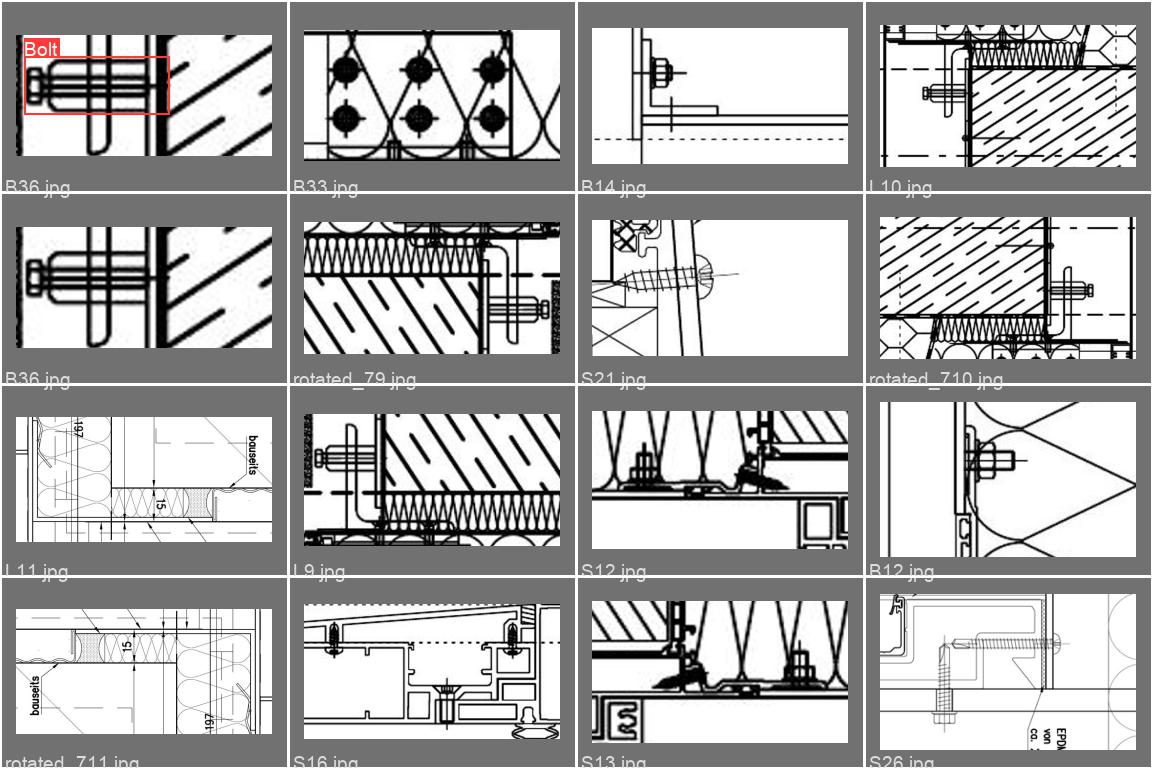 Bolt
B36.jpg
B33.jpg
B14.jpg
L10.jpg
B36.jpg
rotated_79.jpg
S21.jpg
rotated_710.jpg
197
bauseits
15
L11.jpg
L9.jpg
S12.jpg
B12.jpg
15
bauseits
197
rotated_711.jpg
S16.jpg
S13.jpg
von
co.
S26.jpg